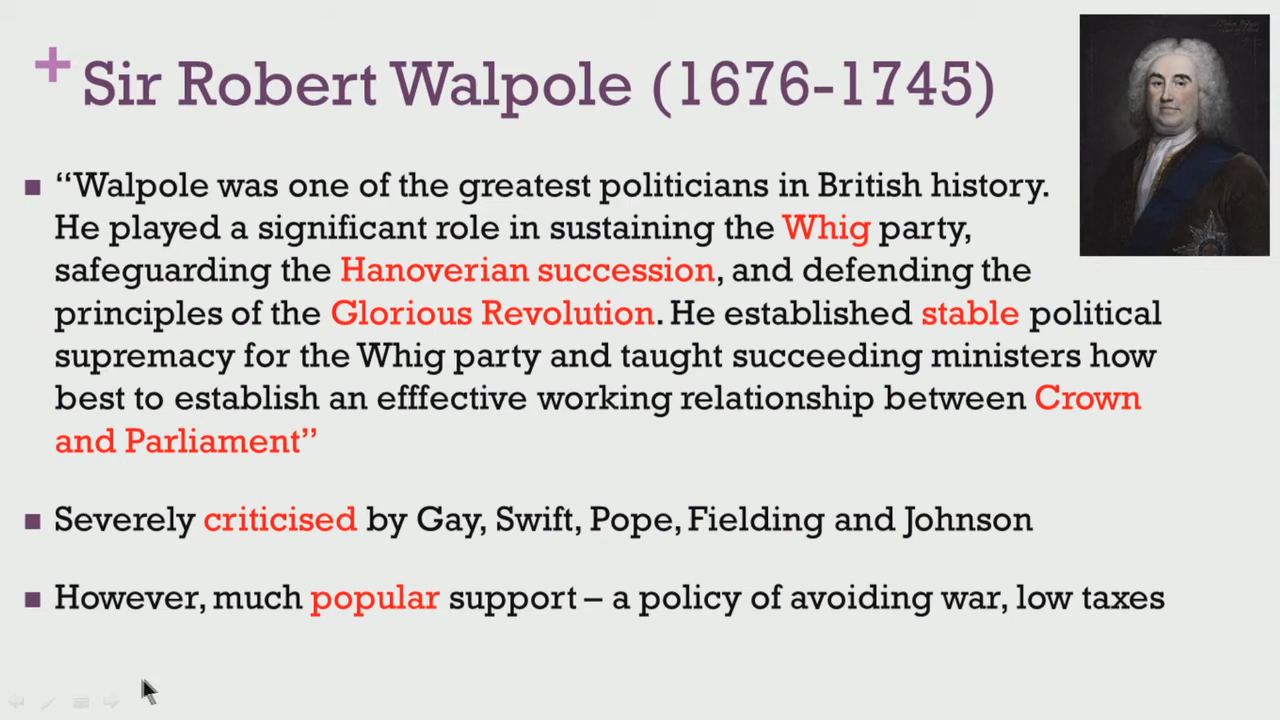 + Sir Robert Walpole (1676-1745)
■ “Walpole was one of the greatest politicians in British history.
He played a significant role in sustaining the Whig party,
safeguarding the Hanoverian succession, and defending the
principles of the Glorious Revolution. He established stable political
supremacy for the Whig party and taught succeeding ministers how
best to establish an efffective working relationship between Crown
and Parliament”
■ Severely criticised by Gay, Swift, Pope, Fielding and Johnson
■ However, much popular support – a policy of avoiding war, low taxes